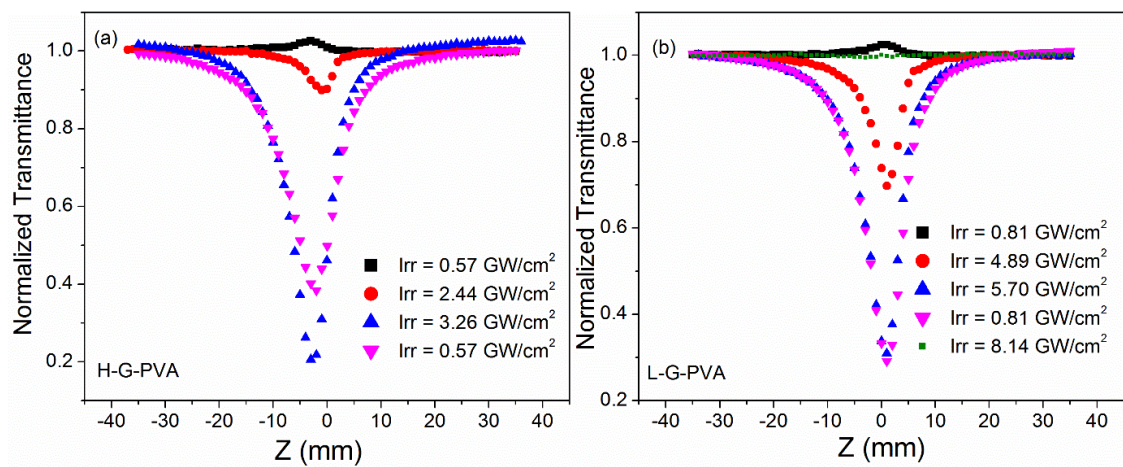 (a)
Normalized Transmittance
1.0
0.8
0.6
0.4
0.2
Irr = 0.57 GW/cm²
Irr = 2.44 GW/cm²
Irr = 3.26 GW/cm²
Irr = 0.57 GW/cm²
H-G-PVA
-40 -30 -20 -10 0 10 20 30 40
Z (mm)
(b)
Normalized Transmittance
1.0
0.8
0.6
0.4
0.2
Irr = 0.81 GW/cm²
Irr = 4.89 GW/cm²
Irr = 5.70 GW/cm²
Irr = 0.81 GW/cm²
Irr = 8.14 GW/cm²
L-G-PVA
-40 -30 -20 -10 0 10 20 30 40
Z (mm)